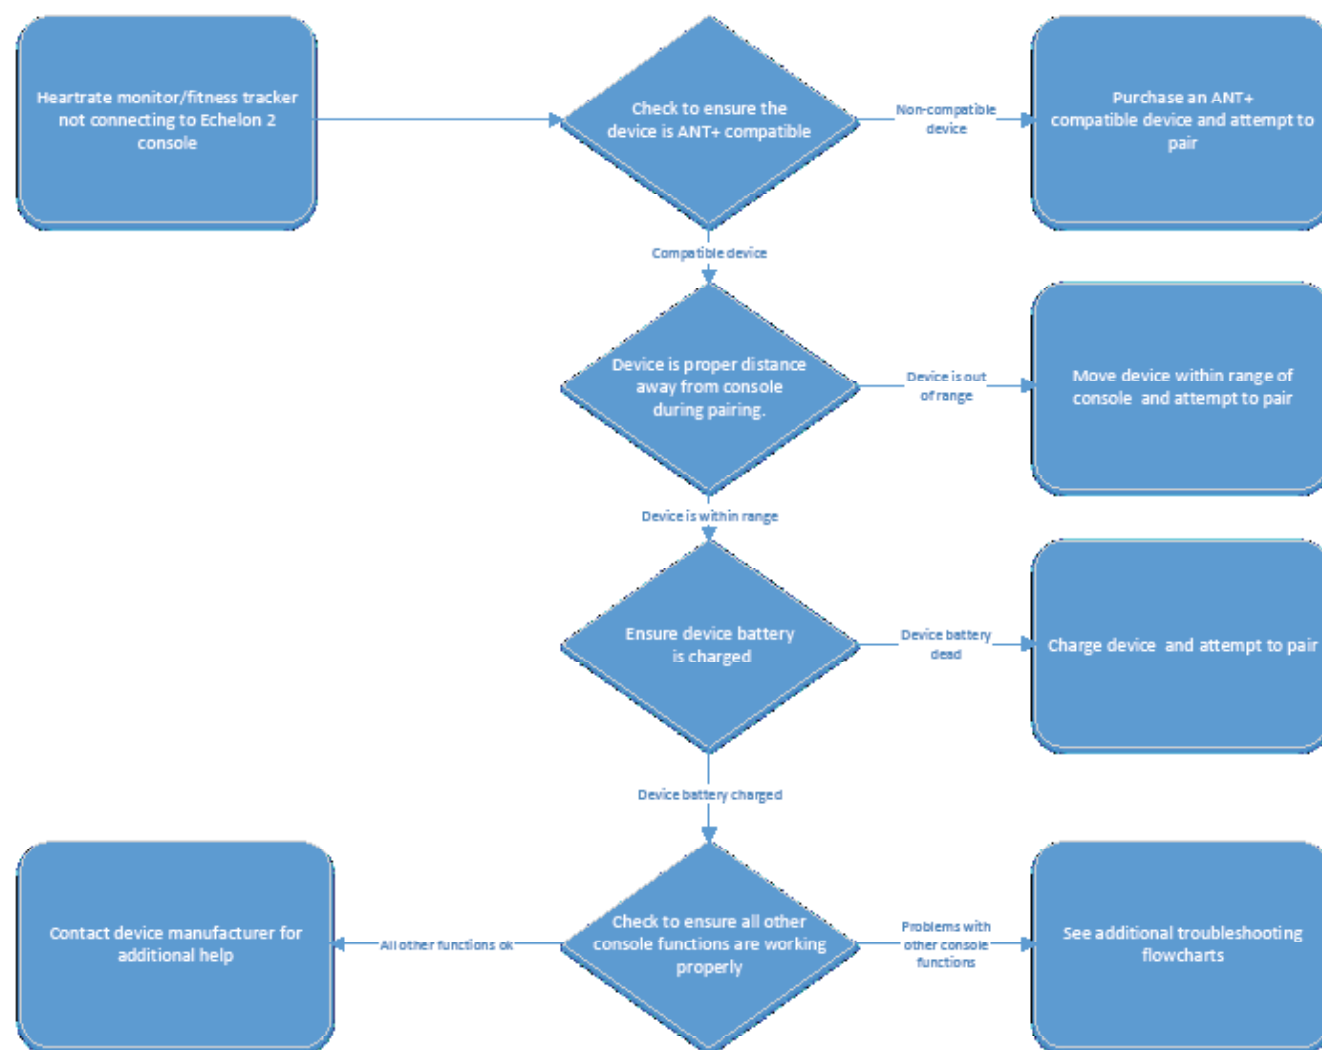 Heartrate monitor/fitness tracker
not connecting to Echelon 2
console
Check to ensure the
device is ANT+ compatible
Non-compatible
device
Purchase an ANT+
compatible device and attempt to
pair
Compatible device
Device is proper distance
away from console
during pairing.
Device is out
of range
Move device within range of
console and attempt to pair
Device is within range
Ensure device battery
is charged
Device battery
dead
Charge device and attempt to pair
Device battery charged
Contact device manufacturer for
additional help
All other functions ok
Check to ensure all other
console functions are working
properly
Problems with
other console
functions
See additional troubleshooting
flowcharts